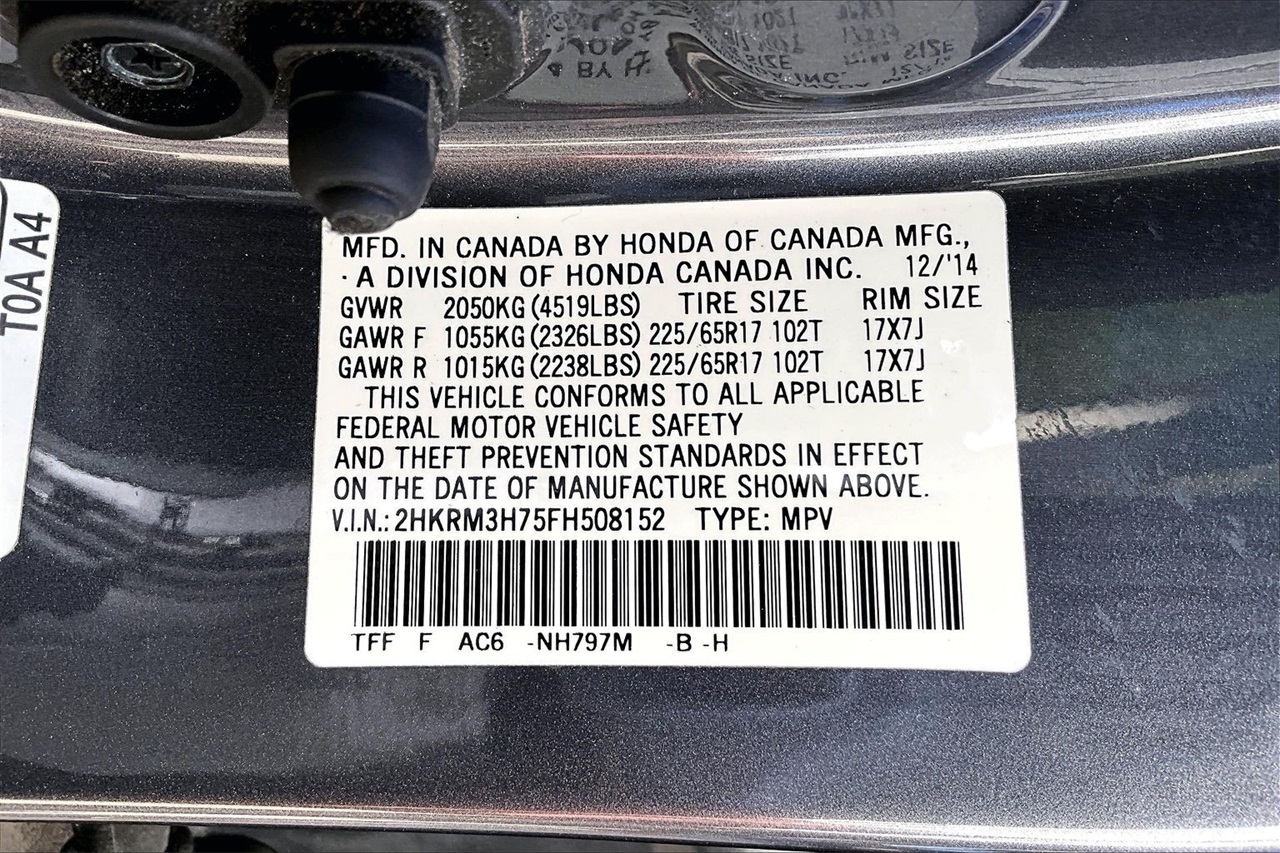 MFD. IN CANADA BY HONDA OF CANADA MFG.,
· A DIVISION OF HONDA CANADA INC. 12/'14
GVWR 2050KG (4519LBS) TIRE SIZE RIM SIZE
GAWR F 1055KG (2326LBS) 225/65R17 102T 17X7J
GAWR R 1015KG (2238LBS) 225/65R17 102T 17X7J
THIS VEHICLE CONFORMS TO ALL APPLICABLE
FEDERAL MOTOR VEHICLE SAFETY
AND THEFT PREVENTION STANDARDS IN EFFECT
ON THE DATE OF MANUFACTURE SHOWN ABOVE.
V.I.N.: 2HKRM3H75FH508152 TYPE: MPV
TFF F AC6 -NH797M -B -H
T0A A4